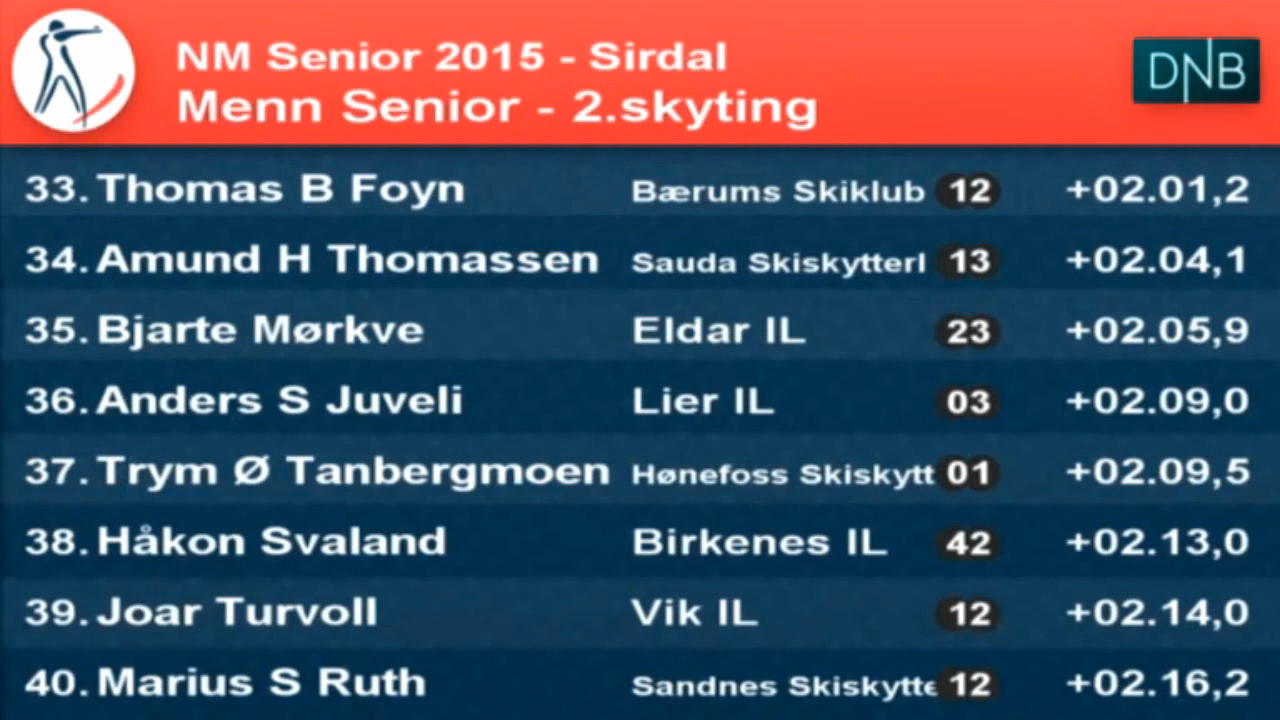 NM Senior 2015 - Sirdal
DNB
Menn Senior - 2.skyting
33. Thomas B Foyn Bærums Skiklub 12 +02.01,2
34. Amund H Thomassen Sauda Skiskytterl 13 +02.04,1
35. Bjarte Mørkve Eldar IL 23 +02.05,9
36. Anders S Juveli Lier IL 03 +02.09,0
37. Trym Ø Tanbergmoen Hønefoss Skiskytt 01 +02.09,5
38. Håkon Svaland Birkenes IL 42 +02.13,0
39. Joar Turvoll Vik IL 12 +02.14,0
40. Marius S Ruth Sandnes Skiskytte 12 +02.16,2